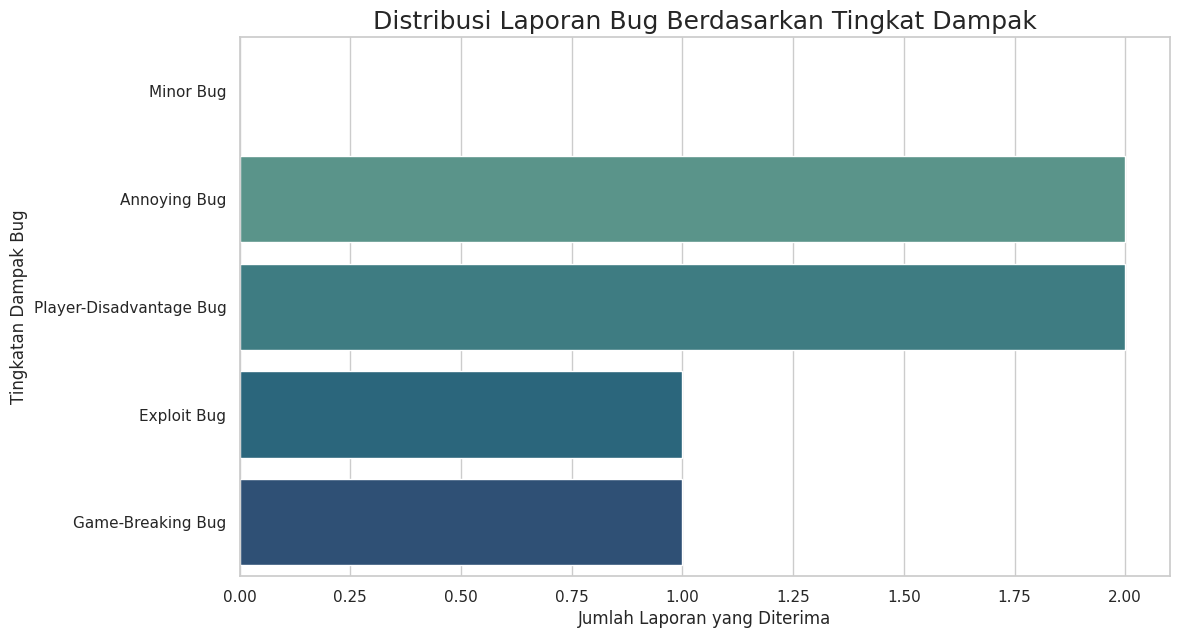 Distribusi Laporan Bug Berdasarkan Tingkat Dampak
Tingkatan Dampak Bug
Minor Bug
Annoying Bug
Player-Disadvantage Bug
Exploit Bug
Game-Breaking Bug
0.00 0.25 0.50 0.75 1.00 1.25 1.50 1.75 2.00
Jumlah Laporan yang Diterima